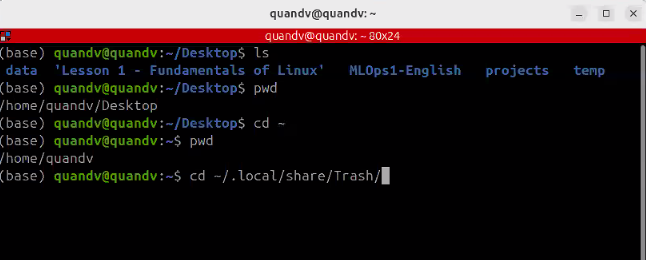 quandv@quandv: ~
quandv@quandv: ~ 80x24
(base) quandv@quandv:~/Desktop$ ls
data 'Lesson 1 - Fundamentals of Linux' MLOps1-English projects temp
(base) quandv@quandv:~/Desktop$ pwd
/home/quandv/Desktop
(base) quandv@quandv:~/Desktop$ cd ~
(base) quandv@quandv:~$ pwd
/home/quandv
(base) quandv@quandv:~$ cd ~/.local/share/Trash/